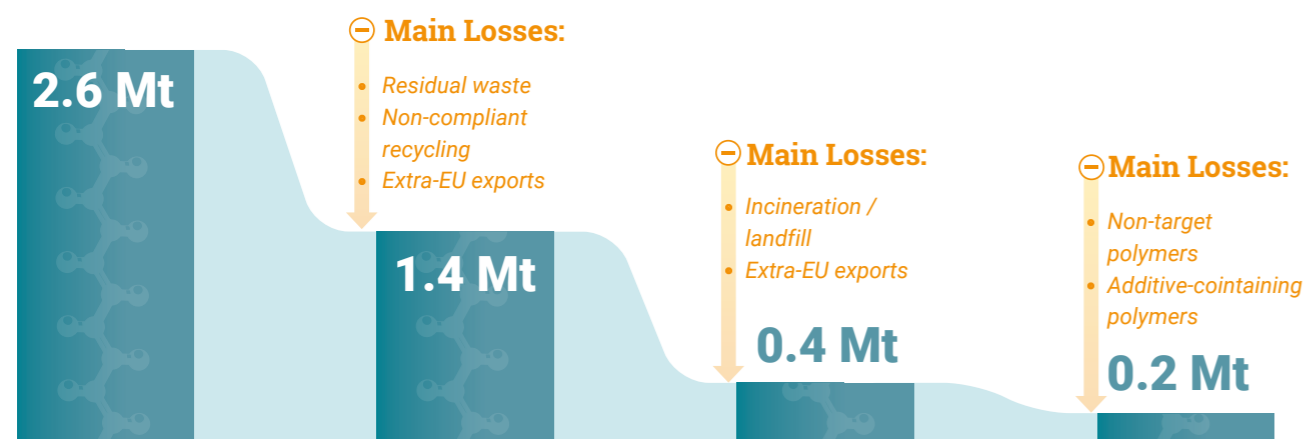 2.6 Mt
Main Losses:
• Residual waste
• Non-compliant
recycling
• Extra-EU exports
1.4 Mt
Main Losses:
• Incineration /
landfill
• Extra-EU exports
0.4 Mt
Main Losses:
• Non-target
polymers
• Additive-cointaining
polymers
0.2 Mt